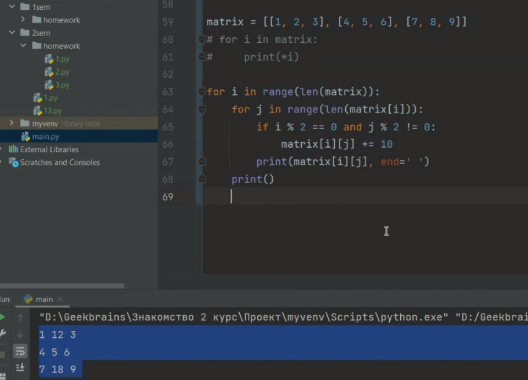 1sem
homework
2sem
homework
1.py
2.py
3.py
1.py
13.py
myvenv library root
main.py
External Libraries
Scratches and Consoles
58
59 matrix = [[1, 2, 3], [4, 5, 6], [7, 8, 9]]
60 # for i in matrix:
61 #     print(*i)
62
63 for i in range(len(matrix)):
64     for j in range(len(matrix[i])):
65         if i % 2 == 0 and j % 2 != 0:
66             matrix[i][j] += 10
67         print(matrix[i][j], end=' ')
68     print()
69
main
"D:\Geekbrains\Знакомство 2 курс\Проект\myvenv\Scripts\python.exe" "D:/Geekbrai
1 12 3
4 5 6
7 18 9